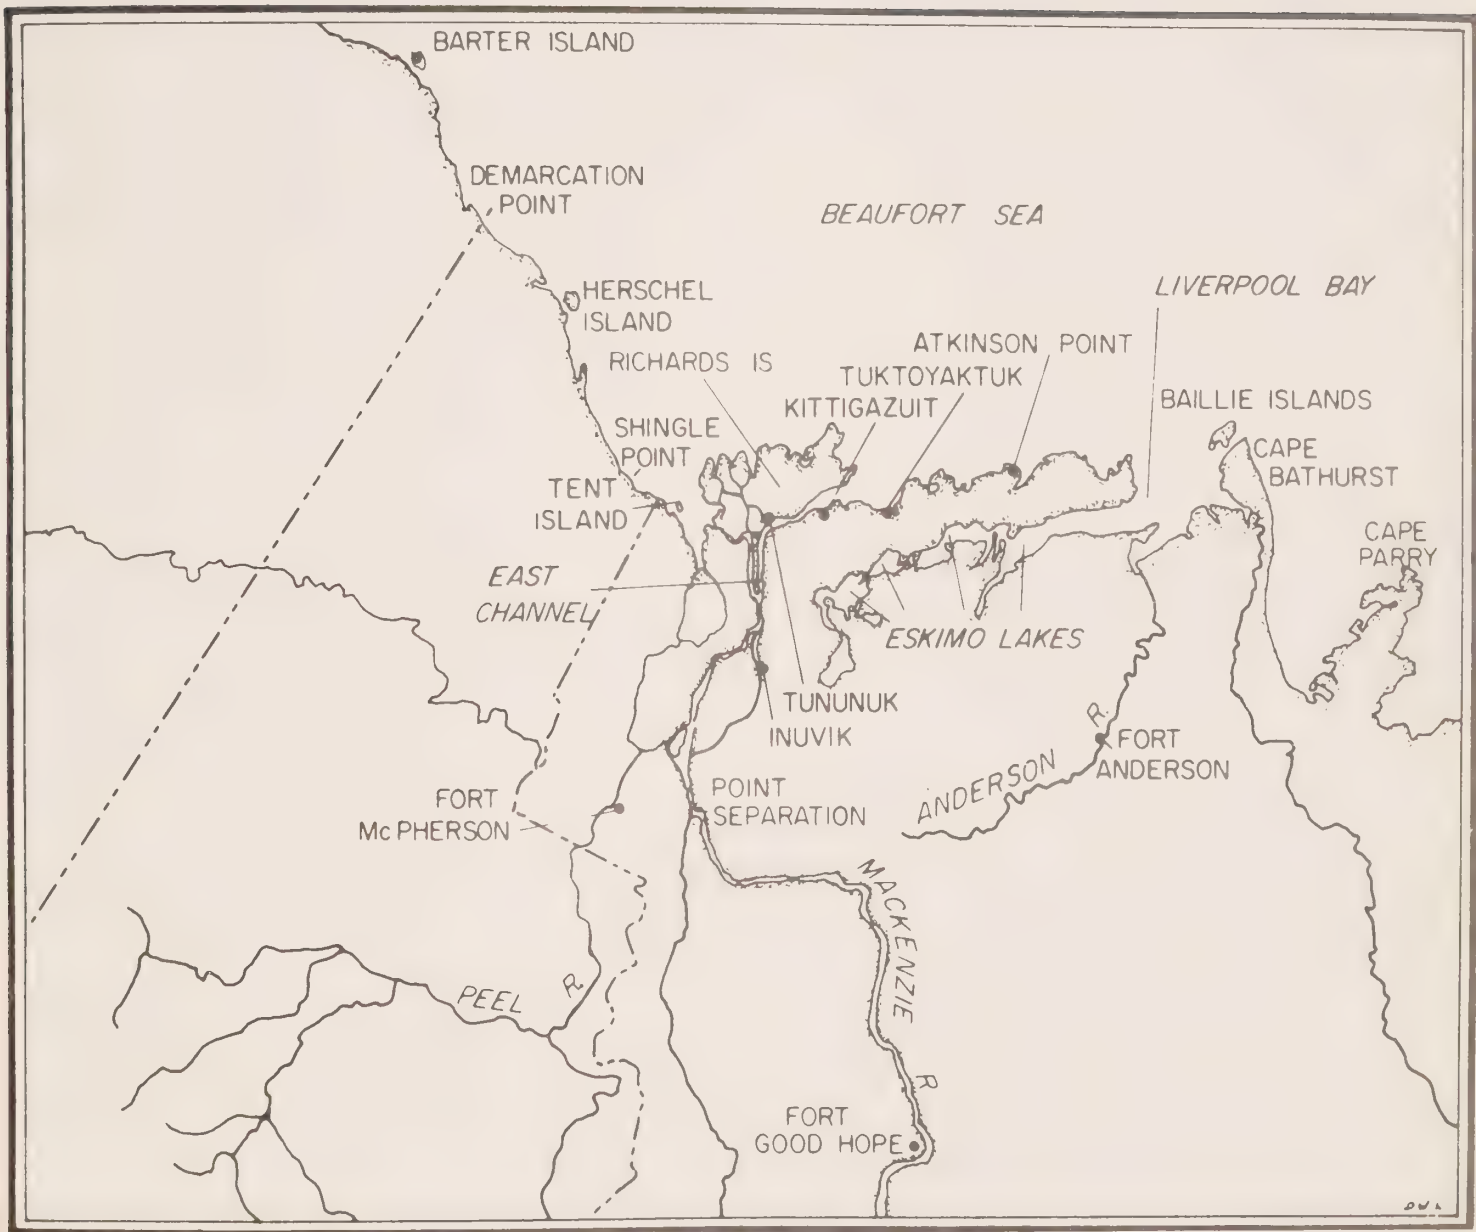 BARTER ISLAND
DEMARCATION
POINT
BEAUFORT SEA
LIVERPOOL BAY
HERSCHEL
ISLAND
ATKINSON POINT
RICHARDS IS
TUKTOYAKTUK
KITTIGAZUIT
BAILLIE ISLANDS
SHINGLE
POINT
CAPE
BATHURST
TENT
ISLAND
CAPE
PARRY
EAST
CHANNEL
ESKIMO LAKES
TUNUNUK
INUVIK
R.
FORT
ANDERSON
ANDERSON
POINT
SEPARATION
FORT
McPHERSON
MACKENZIE
R
PEEL
R.
FORT
GOOD HOPE